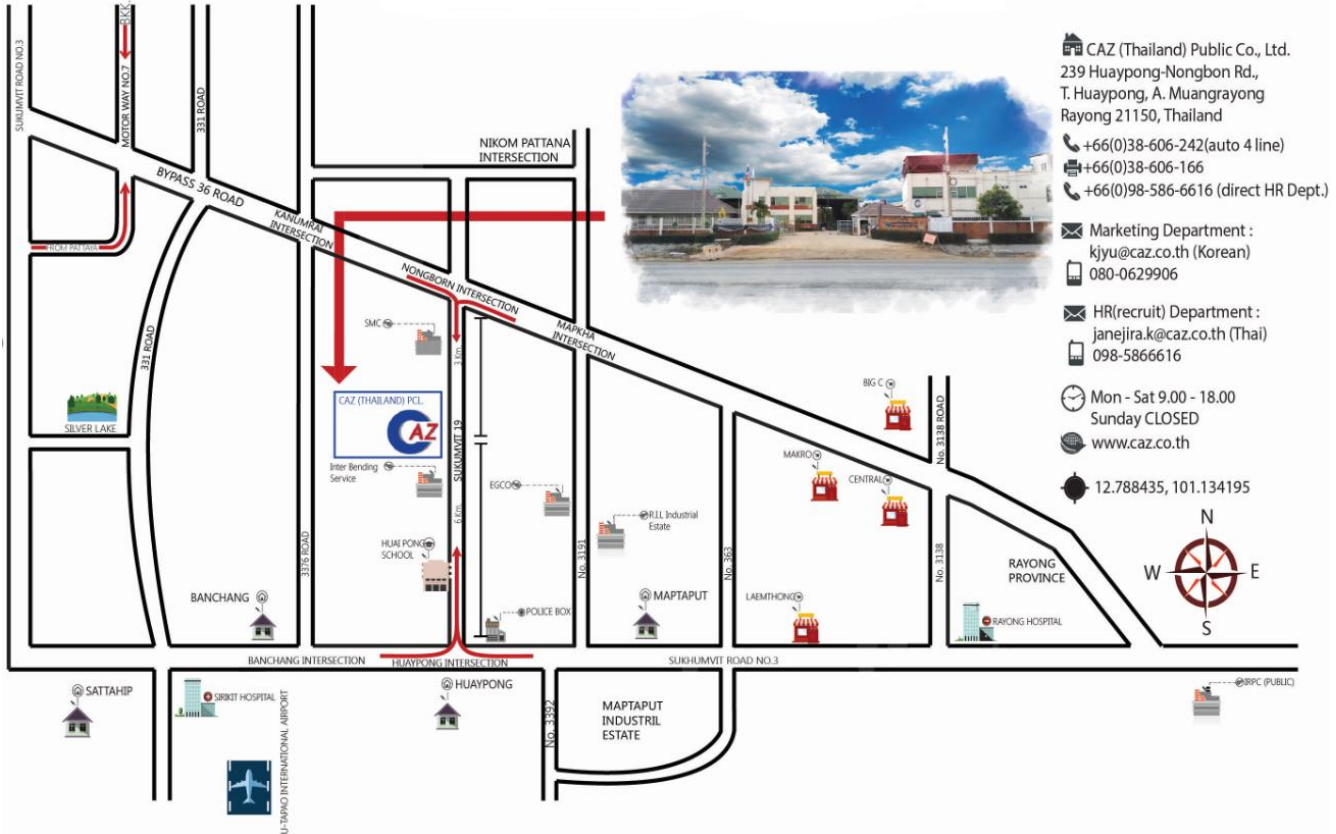 SUKUMVIT ROAD NO.3
BKK.
MOTOR WAY NO.7
331 ROAD
BYPASS 36 ROAD
FROM PATTAYA
331 ROAD
SILVER LAKE
KANUMRAI
INTERSECTION
NIKOM PATTANA
INTERSECTION
NONGBORN INTERSECTION
MAPKHA
INTERSECTION
SMC
3 Km.
CAZ (THAILAND) PCL.
CAZ
SUKUMVIT 19
Inter Bending
Service
6 Km.
EGCO
R.I.L Industrial
Estate
HUAI PONG
SCHOOL
3376 ROAD
No. 3191
No. 363
BIG C
MAKRO
CENTRAL
No. 3138 ROAD
No. 3138
RAYONG
PROVINCE
BANCHANG
POLICE BOX
MAPTAPUT
LAEMTHONG
RAYONG HOSPITAL
BANCHANG INTERSECTION
HUAYPONG INTERSECTION
SUKHUMVIT ROAD NO.3
SATTAHIP
SIRIKIT HOSPITAL
U-TAPAO INTERNATIONAL AIRPORT
HUAYPONG
No. 3392
MAPTAPUT
INDUSTRIL
ESTATE
IRPC (PUBLIC)
CAZ (Thailand) Public Co., Ltd.
239 Huaypong-Nongbon Rd.,
T. Huaypong, A. Muangrayong
Rayong 21150, Thailand
+66(0)38-606-242(auto 4 line)
+66(0)38-606-166
+66(0)98-586-6616 (direct HR Dept.)
Marketing Department :
kjyu@caz.co.th (Korean)
080-0629906
HR(recruit) Department :
janejira.k@caz.co.th (Thai)
098-5866616
Mon - Sat 9.00 - 18.00
Sunday CLOSED
www.caz.co.th
12.788435, 101.134195
N
W
E
S